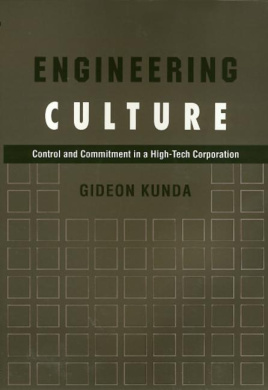 ENGINEERING
CULTURE
Control and Commitment in a High-Tech Corporation
GIDEON KUNDA